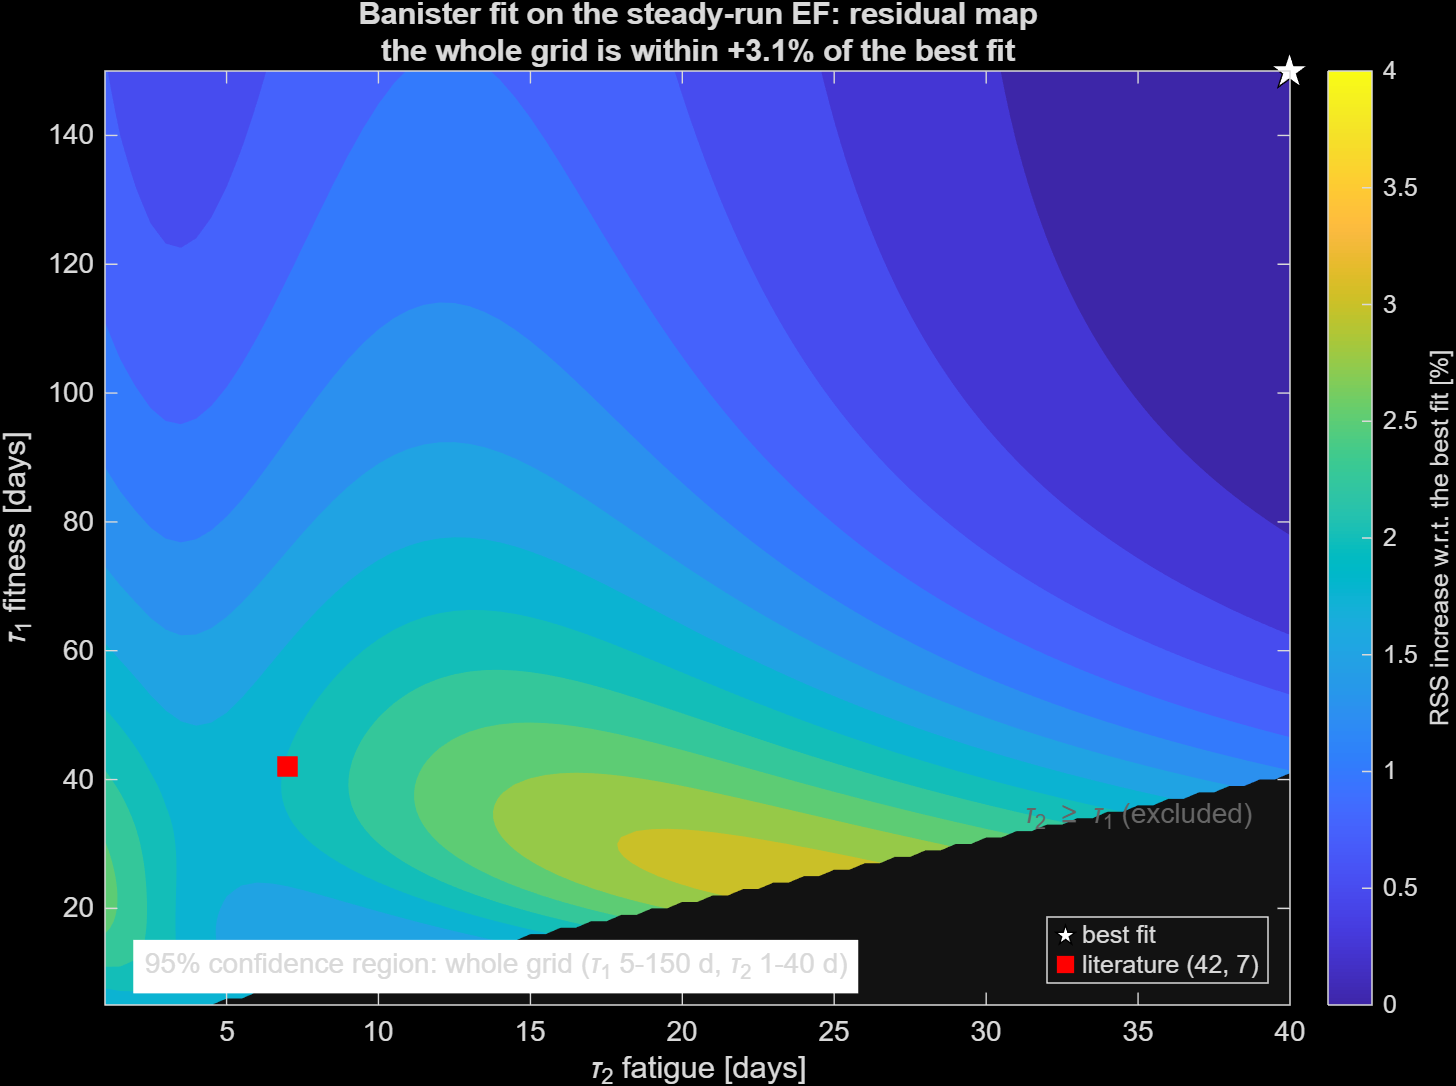 Banister fit on the steady-run EF: residual map
the whole grid is within +3.1% of the best fit
τ1 fitness [days]
140
120
100
80
60
40
20
τ2 ≥ τ1 (excluded)
best fit
literature (42, 7)
95% confidence region: whole grid (τ1 5-150 d, τ2 1-40 d)
5
10
15
20
25
30
35
40
τ2 fatigue [days]
4
3.5
3
2.5
2
1.5
1
0.5
0
RSS increase w.r.t. the best fit [%]